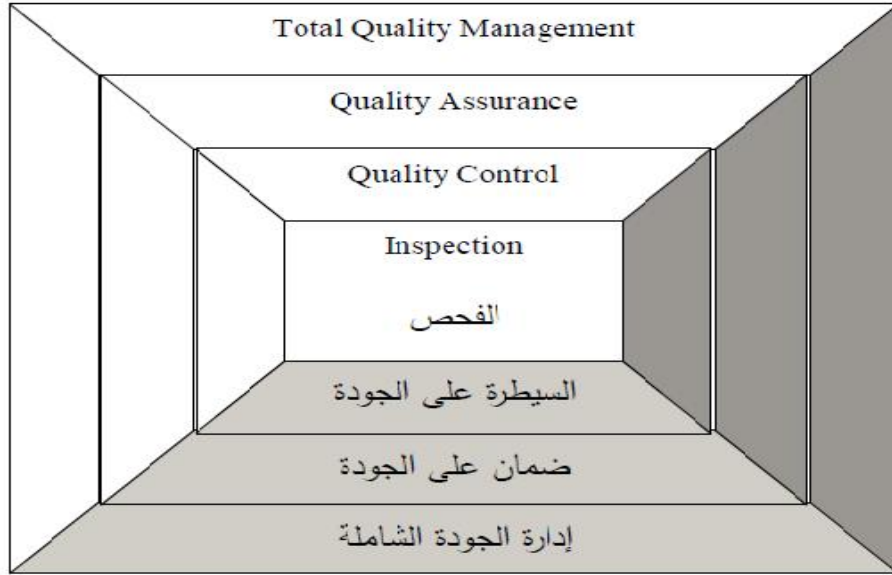 Total Quality Management
Quality Assurance
Quality Control
Inspection
الفحص
السيطرة على الجودة
ضمان على الجودة
إدارة الجودة الشاملة